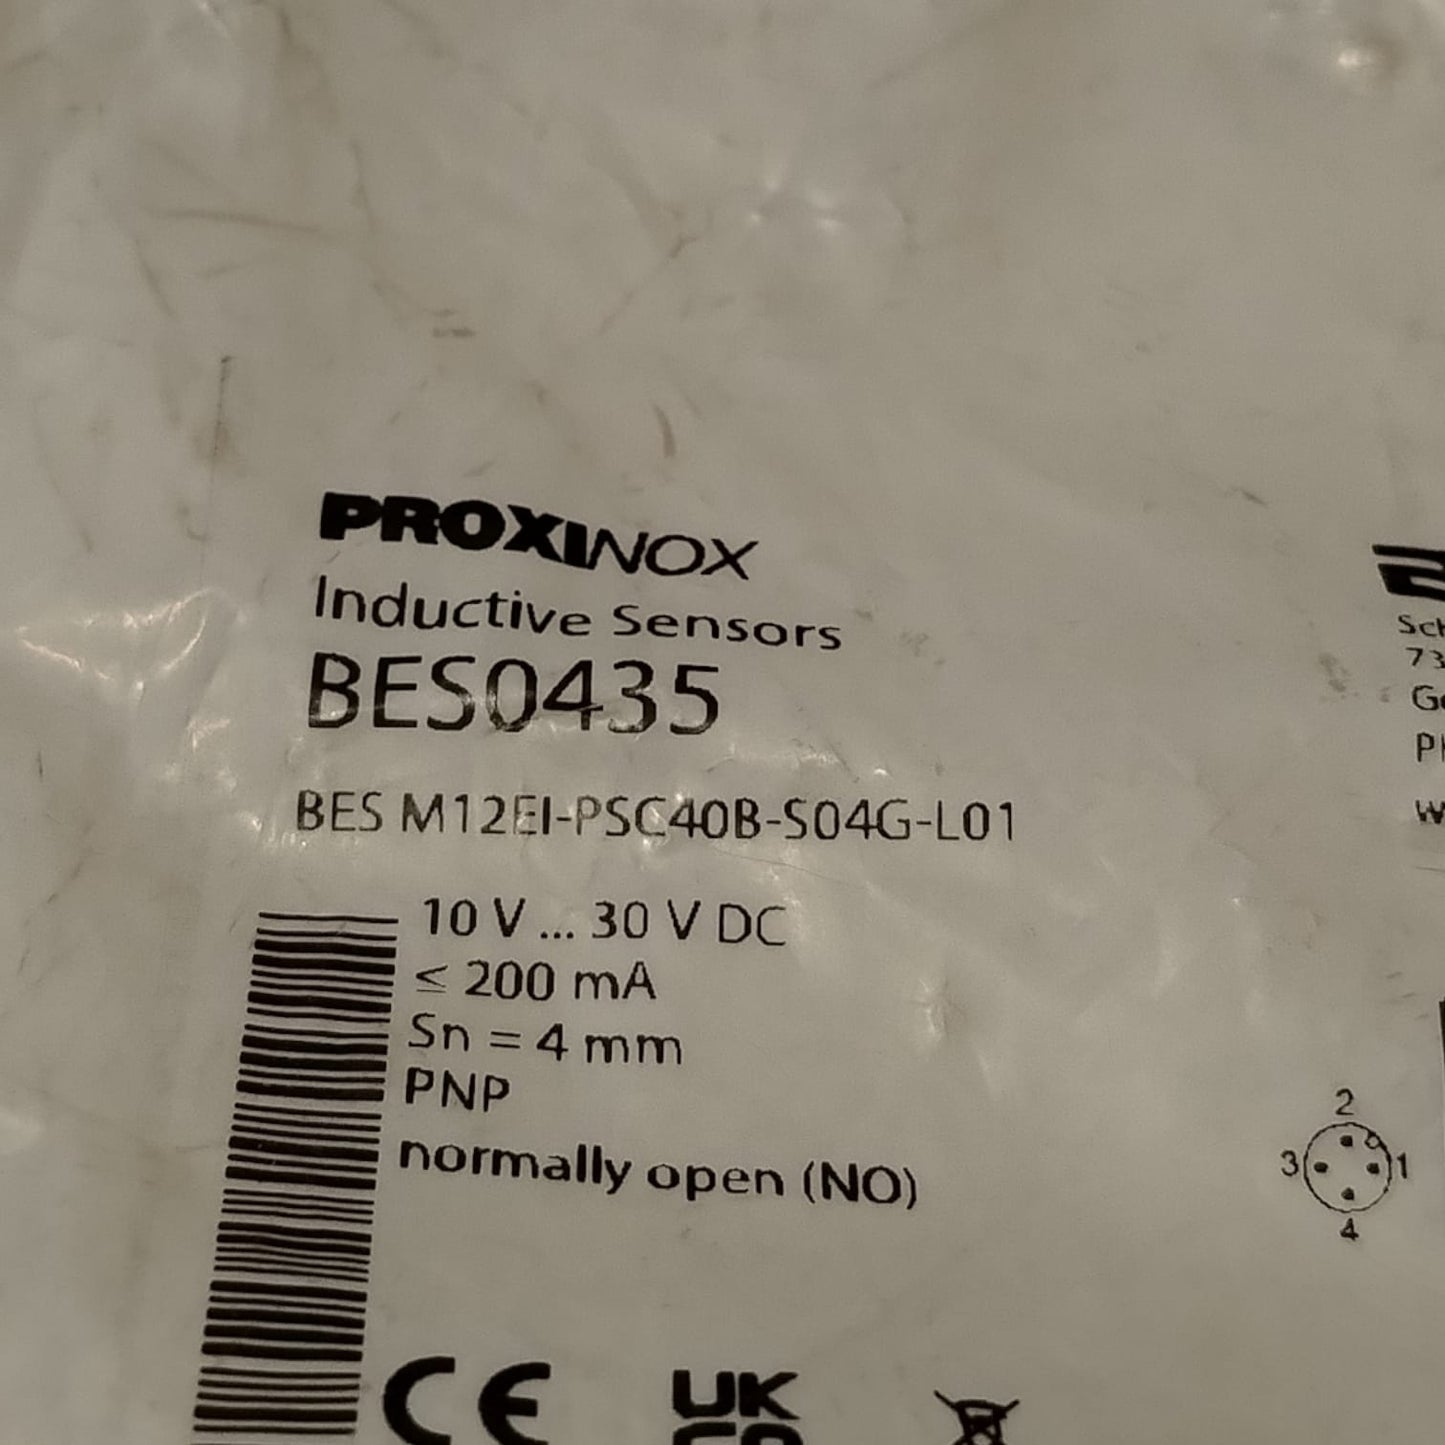 PROXINOX
Inductive Sensors
BES0435
BES M12EI-PSC40B-S04G-L01
10 V ... 30 V DC
≤ 200 mA
Sn = 4 mm
PNP
normally open (NO)
2
3 1
4
CE
UK